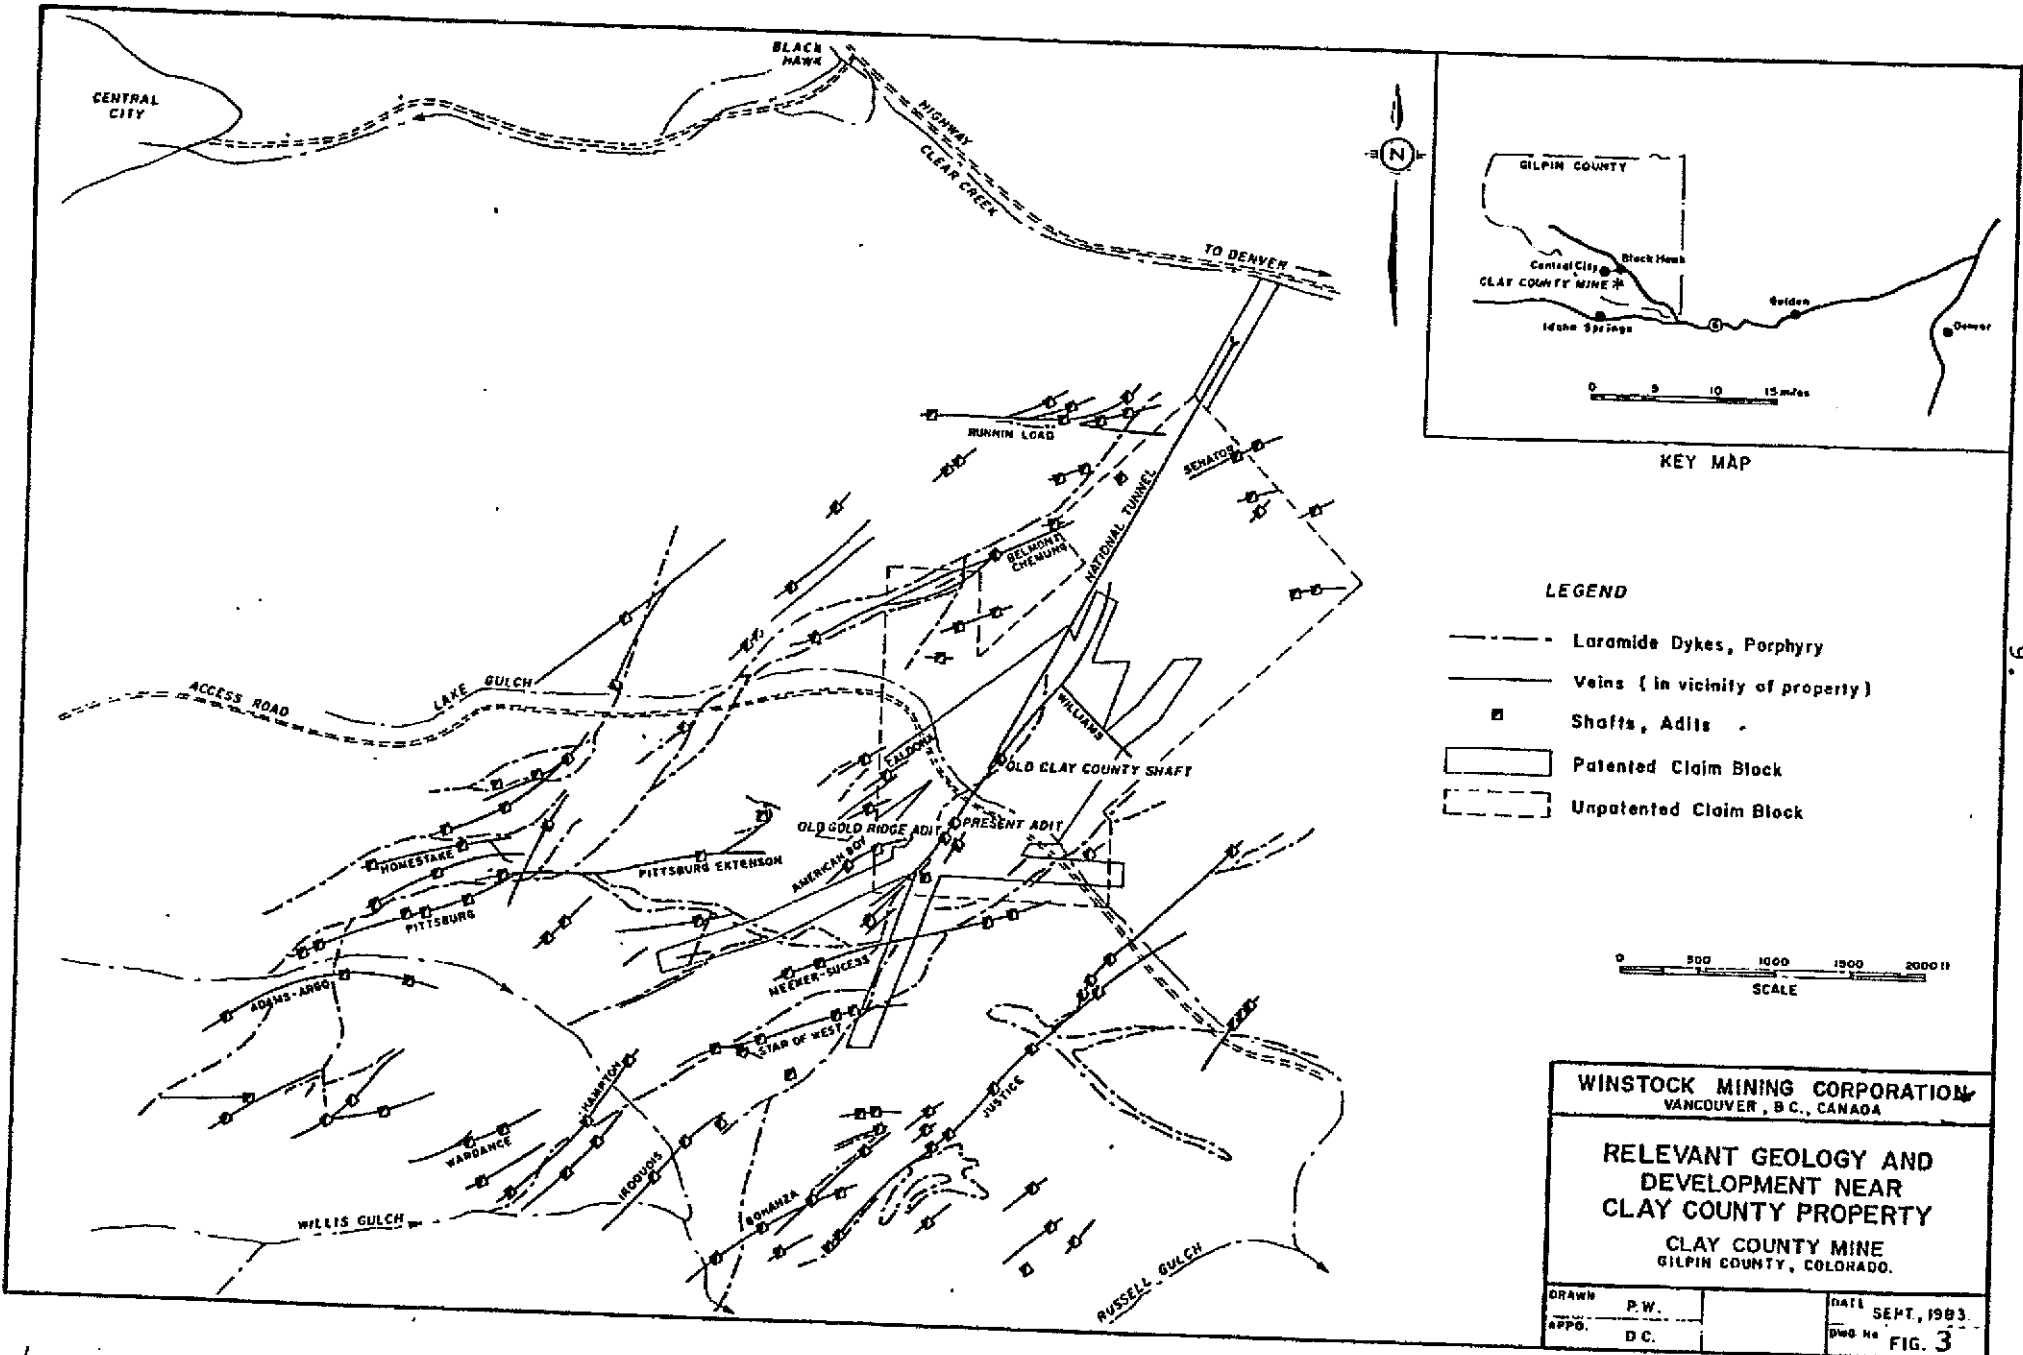 BLACK
HAWK
CENTRAL
CITY
HIGHWAY
CLEAR CREEK
TO DENVER
N
GILPIN COUNTY
Central City
Black Hawk
CLAY COUNTY MINE
Idaho Springs
6
Golden
Denver
0 5 10 15 miles
KEY MAP
RUNNIN LOAD
SENATOR
NATIONAL TUNNEL
BELMONT
CHEMUNG
LEGEND
Laramide Dykes, Porphyry
Veins ( in vicinity of property )
Shafts, Adits
Patented Claim Block
Unpatented Claim Block
9.
ACCESS ROAD
LAKE GULCH
WILLIAMS
CALDONA
OLD CLAY COUNTY SHAFT
OLD GOLD RIDGE ADIT
PRESENT ADIT
AMERICAN BOY
HOMESTAKE
PITTSBURG EXTENSON
PITTSBURG
MEEKER-SUCESS
ADAMS-ARGO
STAR OF WEST
HAMPTON
JUSTICE
WARDANCE
IROQUOIS
BONANZA
WILLIS GULCH
RUSSELL GULCH
0 500 1000 1500 2000 ft
SCALE
WINSTOCK MINING CORPORATION
VANCOUVER, B.C., CANADA
RELEVANT GEOLOGY AND
DEVELOPMENT NEAR
CLAY COUNTY PROPERTY
CLAY COUNTY MINE
GILPIN COUNTY, COLORADO.
DRAWN P.W.
APPD. D C.
DATE SEPT., 1983.
DWG No FIG. 3